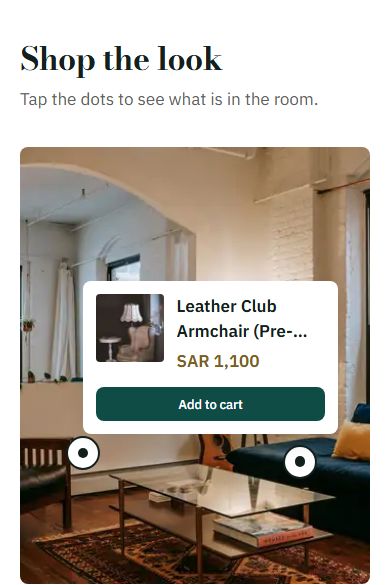 Shop the look
Tap the dots to see what is in the room.
Leather Club
Armchair (Pre-...
SAR 1,100
Add to cart